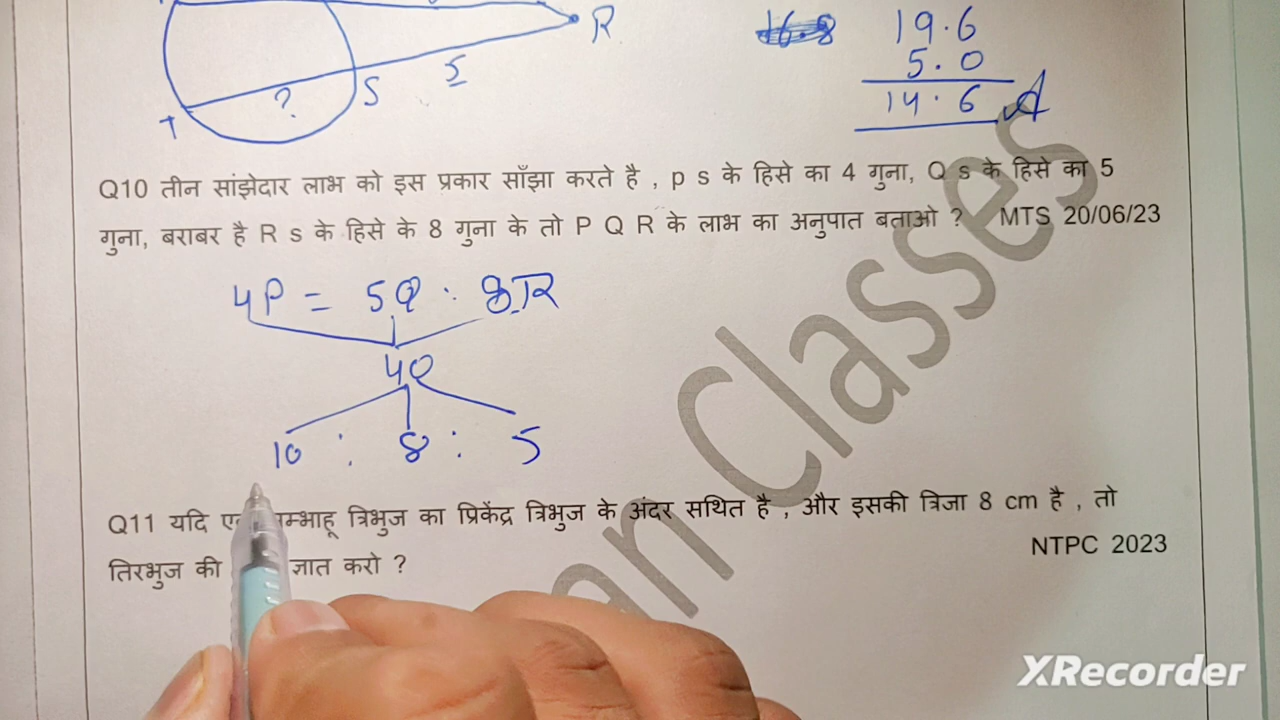 R
16.8 19.6
S 5 5.0
? 14.6 A
T
Q10 तीन सांझेदार लाभ को इस प्रकार साँझा करते है , p s के हिसे का 4 गुना, Q s के हिसे का 5
गुना, बराबर है R s के हिसे के 8 गुना के तो P Q R के लाभ का अनुपात बताओ ? MTS 20/06/23
4P = 5Q : 8R
40
10 : 8 : 5
Q11 यदि म्भाहू त्रिभुज का प्रिकेंद्र त्रिभुज के अंदर सथित है , और इसकी त्रिजा 8 cm है , तो
NTPC 2023
तिरभुज की ज्ञात करो ?
an Classes
XRecorder